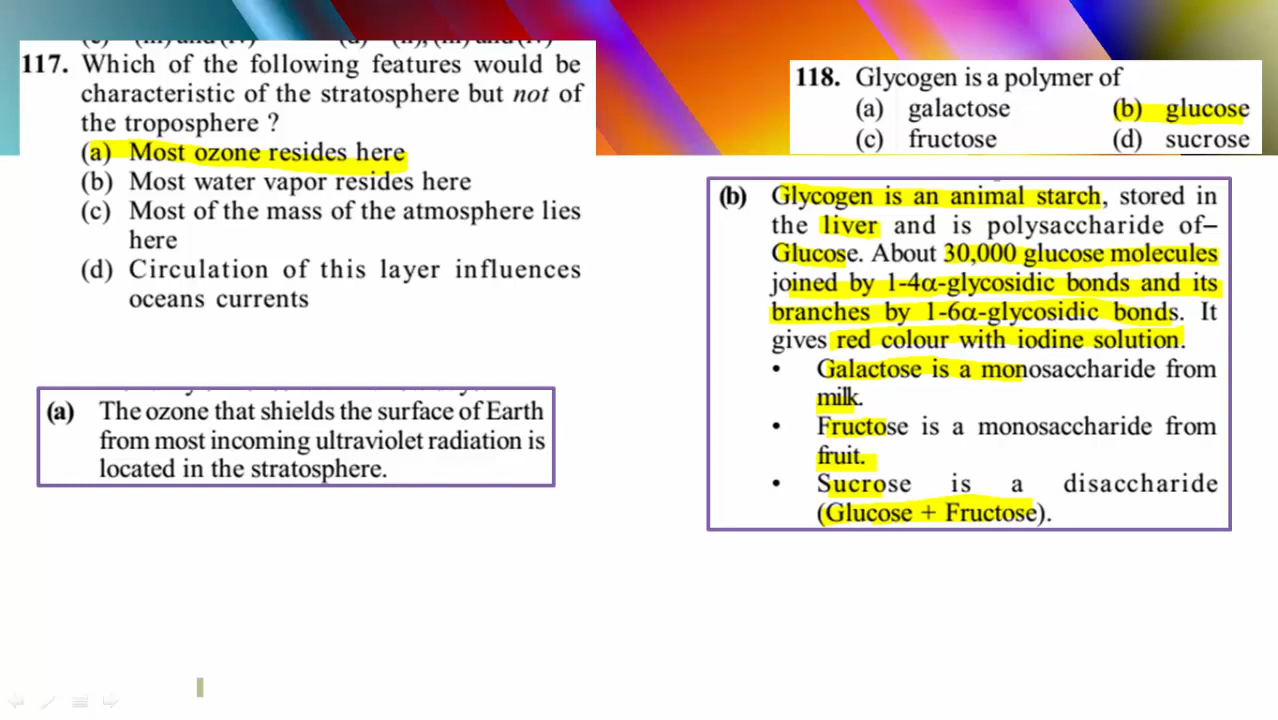 117. Which of the following features would be
characteristic of the stratosphere but not of
the troposphere ?
(a) Most ozone resides here
(b) Most water vapor resides here
(c) Most of the mass of the atmosphere lies
here
(d) Circulation of this layer influences
oceans currents
(a) The ozone that shields the surface of Earth
from most incoming ultraviolet radiation is
located in the stratosphere.
118. Glycogen is a polymer of
(a) galactose (b) glucose
(c) fructose (d) sucrose
(b) Glycogen is an animal starch, stored in
the liver and is polysaccharide of–
Glucose. About 30,000 glucose molecules
joined by 1-4α-glycosidic bonds and its
branches by 1-6α-glycosidic bonds. It
gives red colour with iodine solution.
• Galactose is a monosaccharide from
milk.
• Fructose is a monosaccharide from
fruit.
• Sucrose is a disaccharide
(Glucose + Fructose).